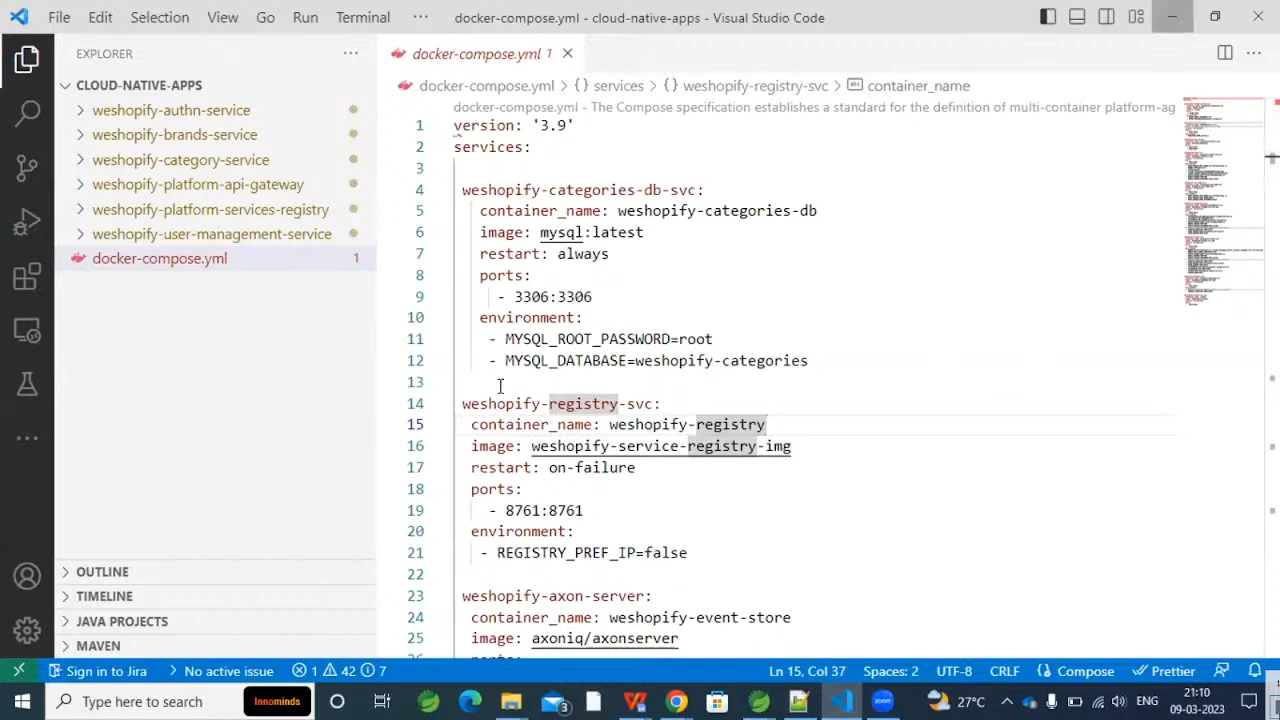 File Edit Selection View Go Run Terminal ··· docker-compose.yml - cloud-native-apps - Visual Studio Code
EXPLORER ···
CLOUD-NATIVE-APPS
weshopify-authn-service
weshopify-brands-service
weshopify-category-service
weshopify-platform-api-gateway
weshopify-platform-services-registry
weshopify-user-management-servi
docker-compose.yml
OUTLINE
TIMELINE
JAVA PROJECTS
MAVEN
docker-compose.yml 1
docker-compose.yml > {} services > {} weshopify-registry-svc > container_name
docker-compose.yml - The Compose specification establishes a standard for the definition of multi-container platform-ag
1 version: '3.9'
2 services:
3
4 weshopify-categories-db-svc:
5 container_name: weshopify-categories-db
6 image: mysql:latest
7 restart: always
8 ports:
9 - 3306:3306
10 environment:
11 - MYSQL_ROOT_PASSWORD=root
12 - MYSQL_DATABASE=weshopify-categories
13
14 weshopify-registry-svc:
15 container_name: weshopify-registry
16 image: weshopify-service-registry-img
17 restart: on-failure
18 ports:
19 - 8761:8761
20 environment:
21 - REGISTRY_PREF_IP=false
22
23 weshopify-axon-server:
24 container_name: weshopify-event-store
25 image: axoniq/axonserver
Sign in to Jira No active issue 1 42 7 Ln 15, Col 37 Spaces: 2 UTF-8 CRLF {} Compose Prettier
Type here to search Innominds 3 zoom 27°C ENG 21:10
09-03-2023